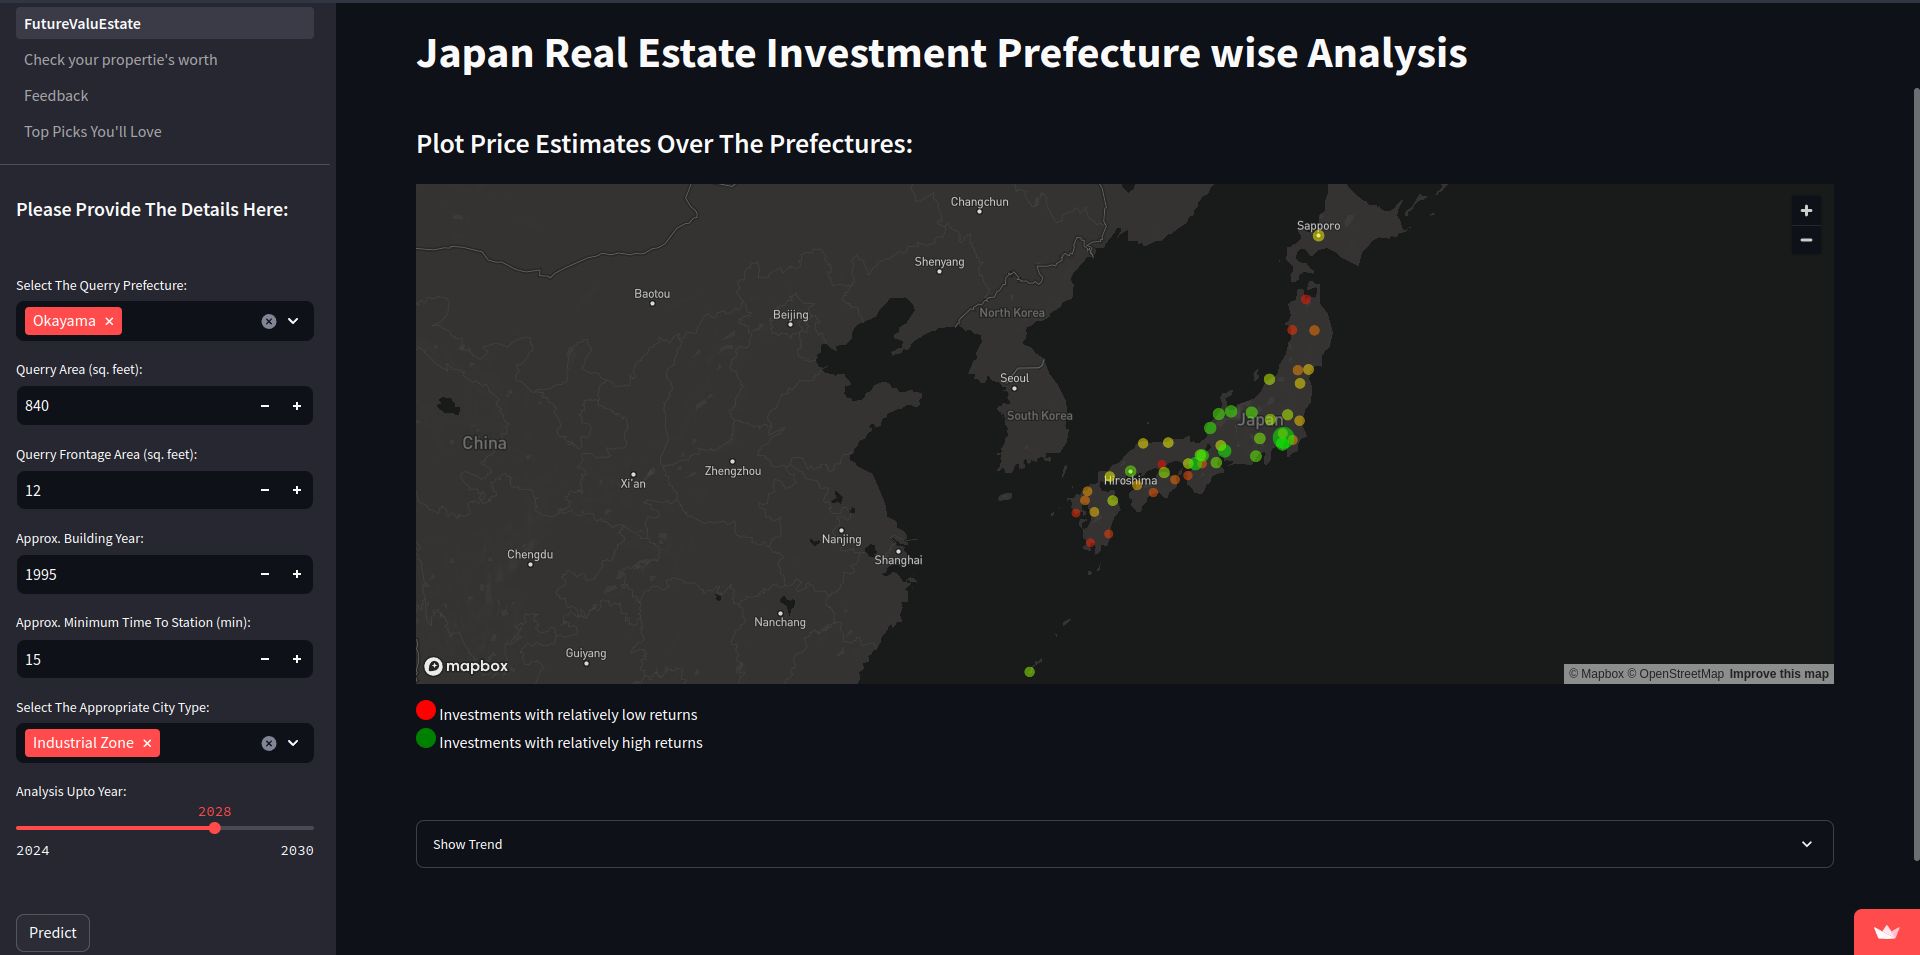 FutureValuEstate
Check your propertie's worth
Feedback
Top Picks You'll Love
Please Provide The Details Here:
Select The Querry Prefecture:
Okayama
Querry Area (sq. feet):
840
Querry Frontage Area (sq. feet):
12
Approx. Building Year:
1995
Approx. Minimum Time To Station (min):
15
Select The Appropriate City Type:
Industrial Zone
Analysis Upto Year:
2028
2024 2030
Predict
Japan Real Estate Investment Prefecture wise Analysis
Plot Price Estimates Over The Prefectures:
Changchun
Sapporo
Shenyang
Baotou
Beijing
North Korea
Seoul
South Korea
Japan
China
Zhengzhou
Xi'an
Hiroshima
Nanjing
Chengdu
Shanghai
Nanchang
Guiyang
mapbox
© Mapbox © OpenStreetMap Improve this map
Investments with relatively low returns
Investments with relatively high returns
Show Trend